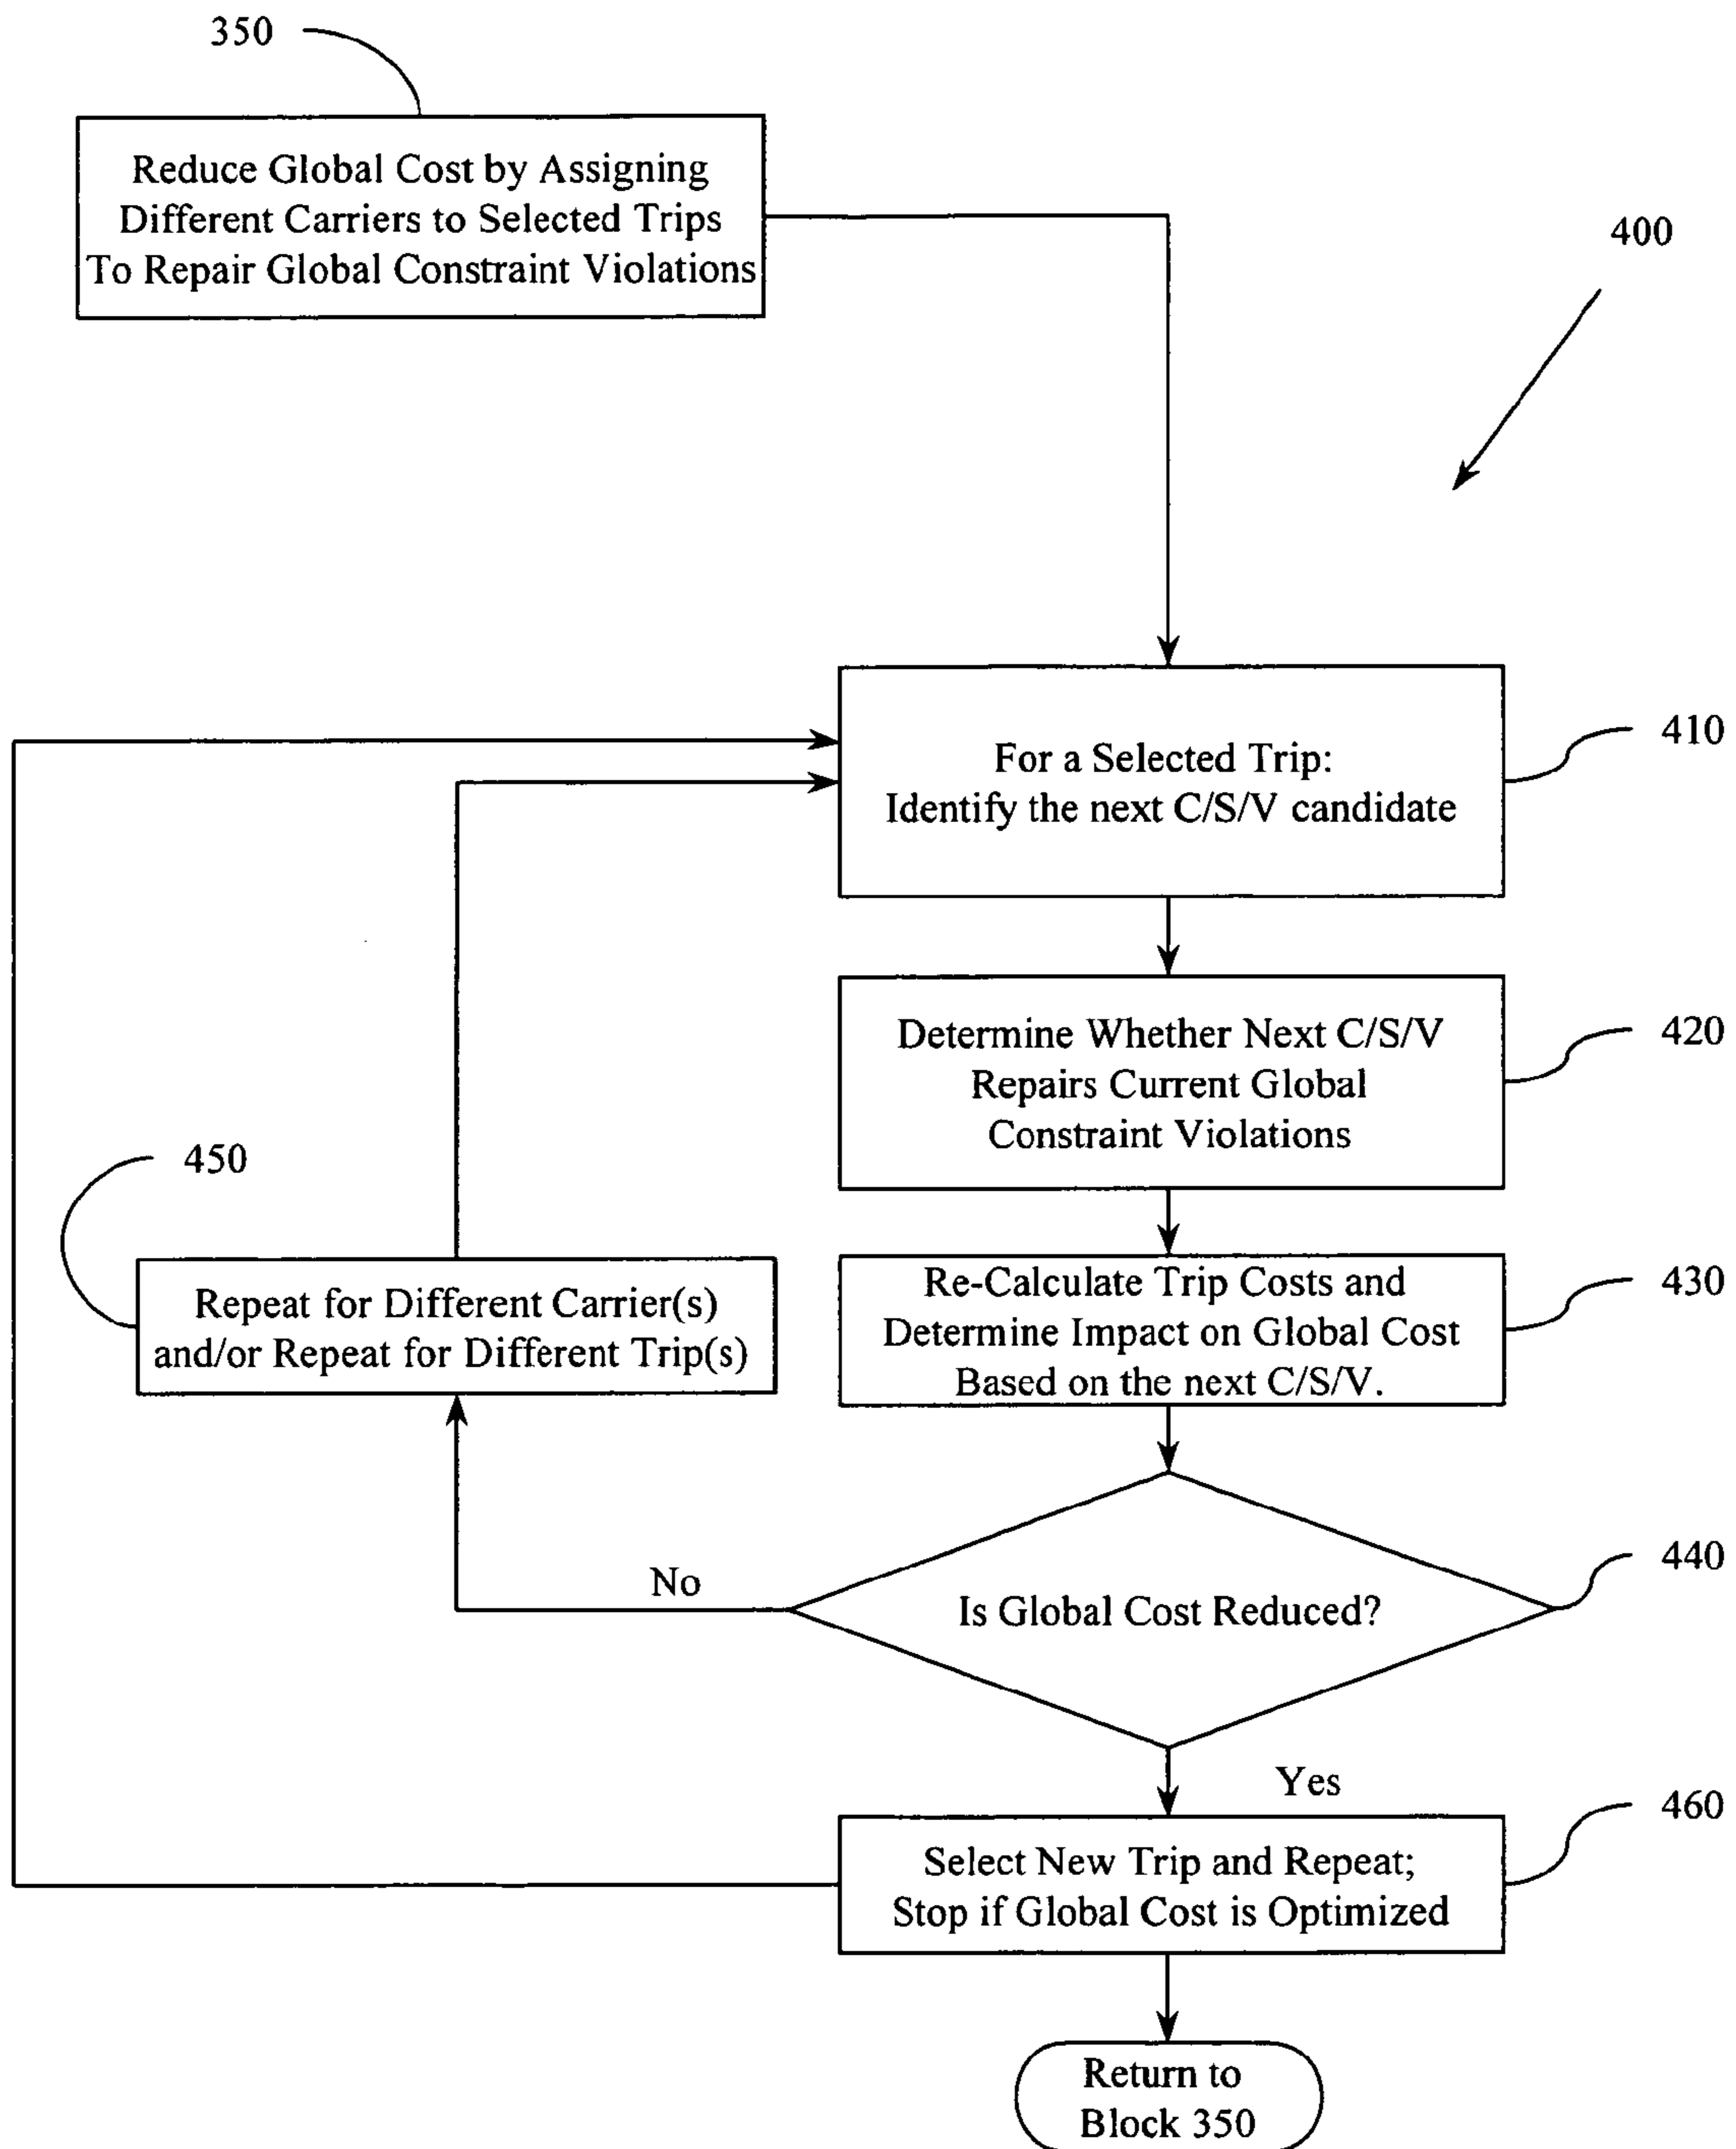 350
Reduce Global Cost by Assigning
Different Carriers to Selected Trips
To Repair Global Constraint Violations
400
410
For a Selected Trip:
Identify the next C/S/V candidate
420
Determine Whether Next C/S/V
Repairs Current Global
Constraint Violations
450
Repeat for Different Carrier(s)
and/or Repeat for Different Trip(s)
430
Re-Calculate Trip Costs and
Determine Impact on Global Cost
Based on the next C/S/V.
440
No
Is Global Cost Reduced?
Yes
460
Select New Trip and Repeat;
Stop if Global Cost is Optimized
Return to
Block 350